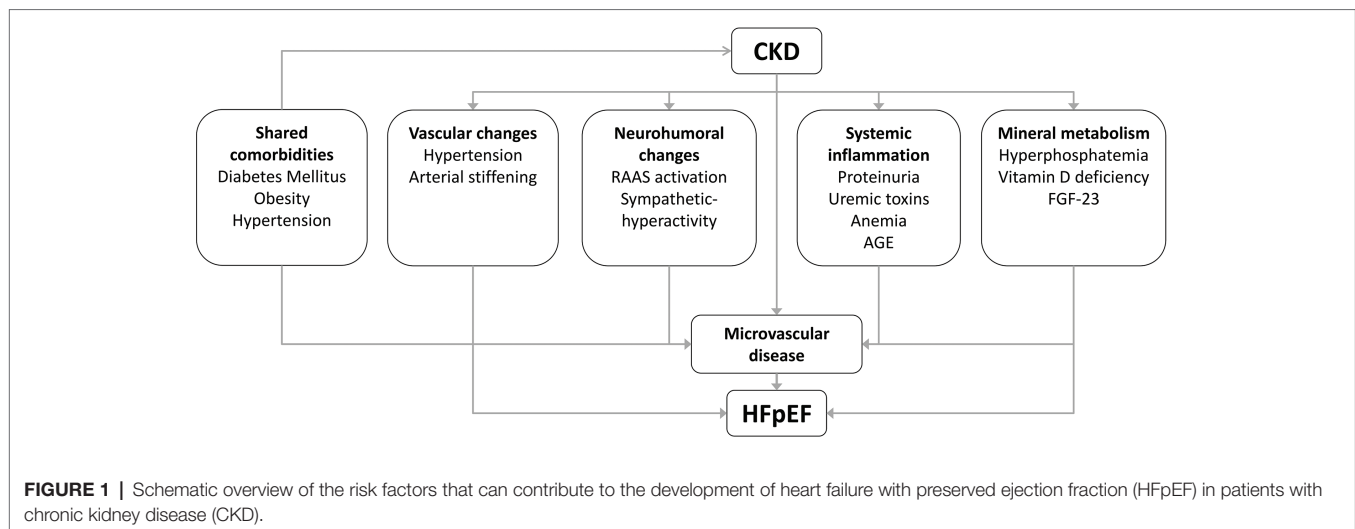 CKD
Shared
comorbidities
Diabetes Mellitus
Obesity
Hypertension
Vascular changes
Hypertension
Arterial stiffening
Neurohumoral
changes
RAAS activation
Sympathetic-
hyperactivity
Systemic
inflammation
Proteinuria
Uremic toxins
Anemia
AGE
Mineral metabolism
Hyperphosphatemia
Vitamin D deficiency
FGF-23
Microvascular
disease
HFpEF
FIGURE 1 | Schematic overview of the risk factors that can contribute to the development of heart failure with preserved ejection fraction (HFpEF) in patients with
chronic kidney disease (CKD).